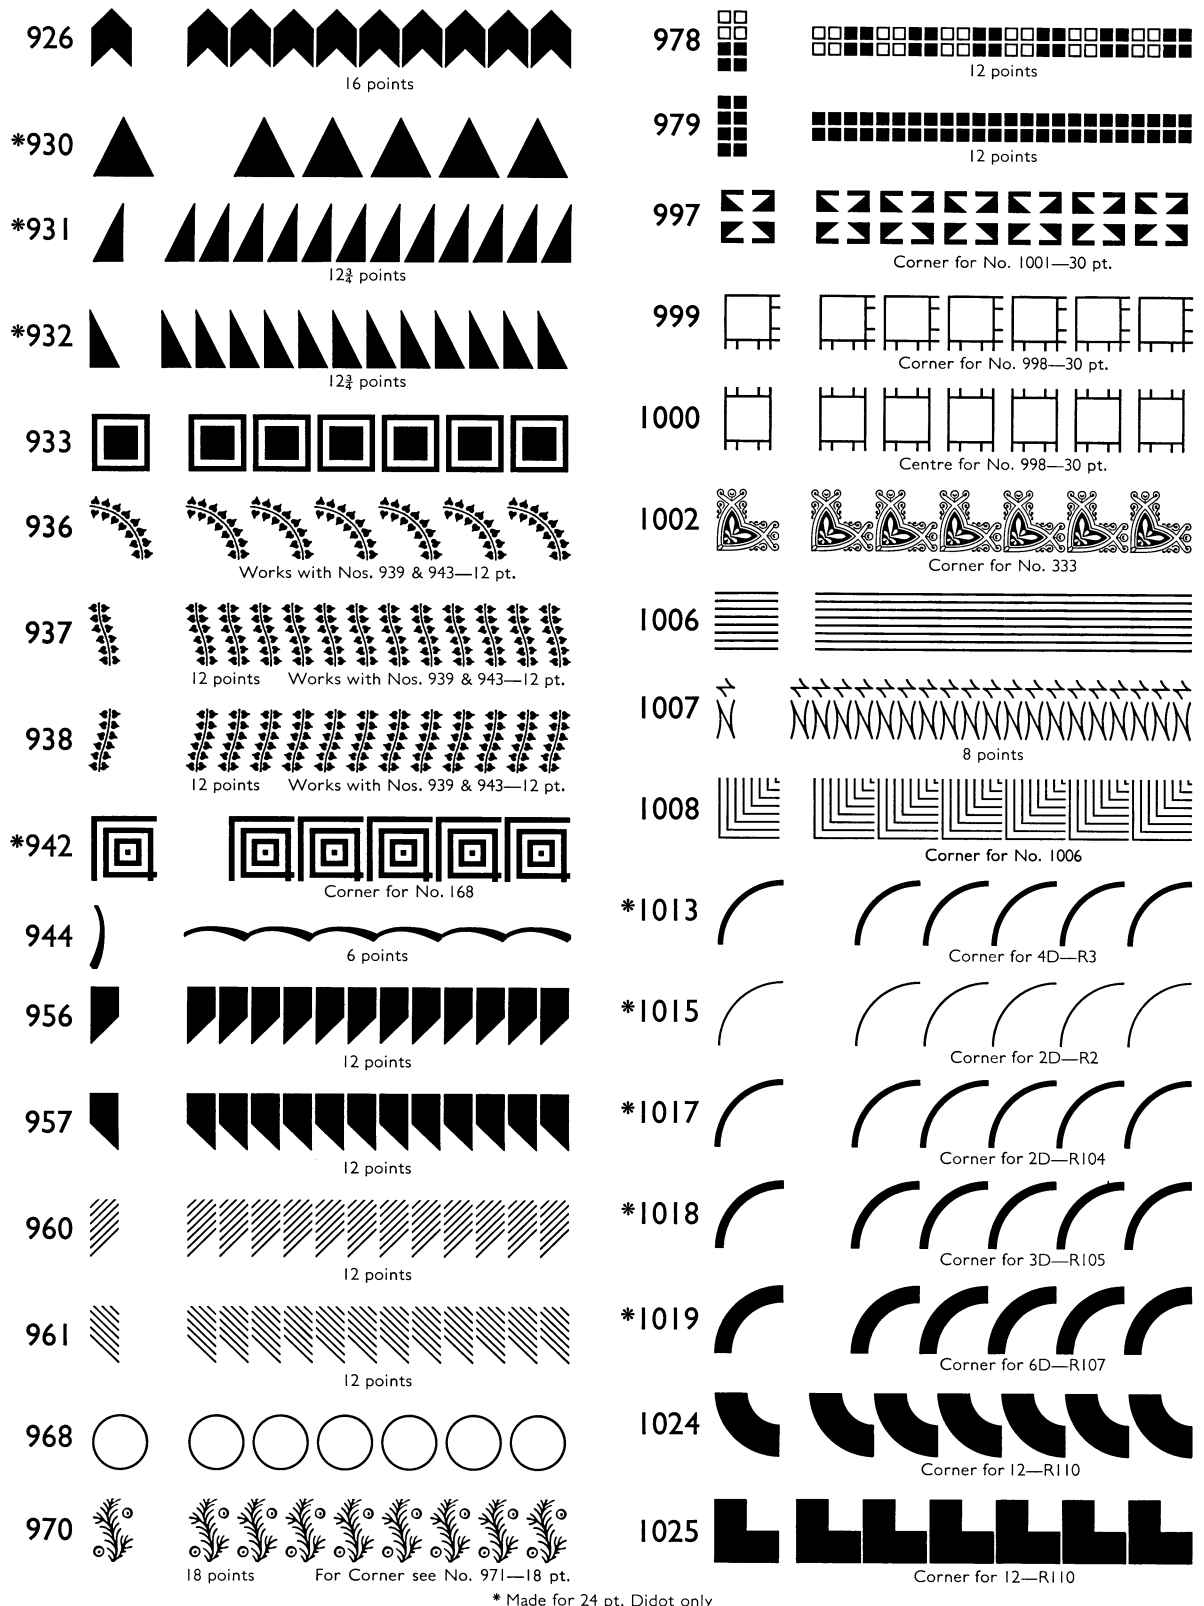 926
16 points
*930
*931
12¾ points
*932
12¾ points
933
936
Works with Nos. 939 & 943—12 pt.
937
12 points Works with Nos. 939 & 943—12 pt.
938
12 points Works with Nos. 939 & 943—12 pt.
*942
Corner for No. 168
944
6 points
956
12 points
957
12 points
960
12 points
961
12 points
968
970
18 points For Corner see No. 971—18 pt.
978
12 points
979
12 points
997
Corner for No. 1001—30 pt.
999
Corner for No. 998—30 pt.
1000
Centre for No. 998—30 pt.
1002
Corner for No. 333
1006
1007
8 points
1008
Corner for No. 1006
*1013
Corner for 4D—R3
*1015
Corner for 2D—R2
*1017
Corner for 2D—R104
*1018
Corner for 3D—R105
*1019
Corner for 6D—R107
1024
Corner for 12—R110
1025
Corner for 12—R110
* Made for 24 pt. Didot only